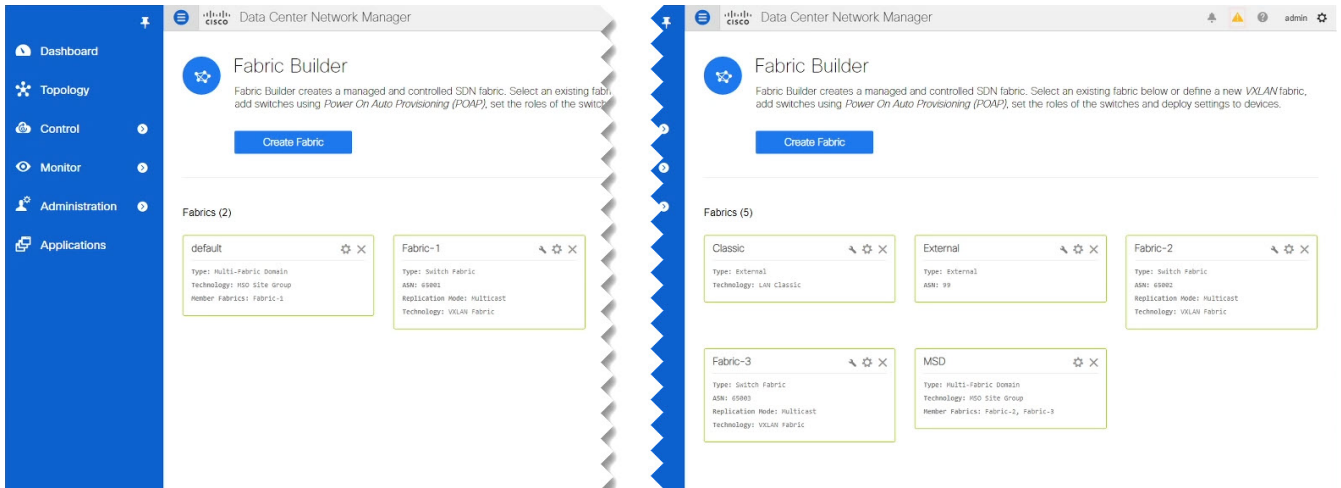 cisco Data Center Network Manager
Dashboard
Topology
Control
Monitor
Administration
Applications
Fabric Builder
Fabric Builder creates a managed and controlled SDN fabric. Select an existing fabri
add switches using Power On Auto Provisioning (POAP), set the roles of the switch
Create Fabric
Fabrics (2)
default
Type: Multi-Fabric Domain
Technology: MSO Site Group
Member Fabrics: Fabric-1
Fabric-1
Type: Switch Fabric
ASN: 65001
Replication Mode: Multicast
Technology: VXLAN Fabric
cisco Data Center Network Manager
admin
Fabric Builder
Fabric Builder creates a managed and controlled SDN fabric. Select an existing fabric below or define a new VXLAN fabric,
add switches using Power On Auto Provisioning (POAP), set the roles of the switches and deploy settings to devices.
Create Fabric
Fabrics (5)
Classic
Type: External
Technology: LAN Classic
External
Type: External
ASN: 99
Fabric-2
Type: Switch Fabric
ASN: 65002
Replication Mode: Multicast
Technology: VXLAN Fabric
Fabric-3
Type: Switch Fabric
ASN: 65003
Replication Mode: Multicast
Technology: VXLAN Fabric
MSD
Type: Multi-Fabric Domain
Technology: MSO Site Group
Member Fabrics: Fabric-2, Fabric-3